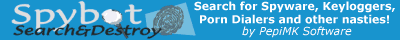 Spybot
Search&Destroy
Search for Spyware, Keyloggers,
Porn Dialers and other nasties!
by PepiMK Software